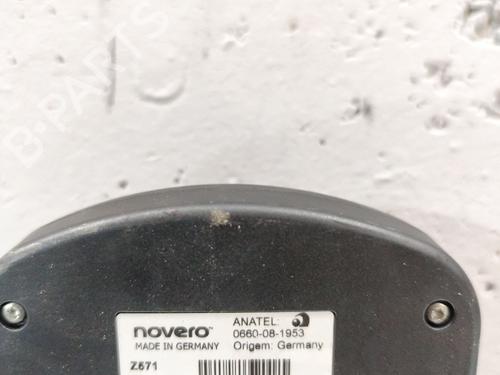 B-PARTS
novero
ANATEL:
0660-08-1953
MADE IN GERMANY
Origem: Germany
Z671